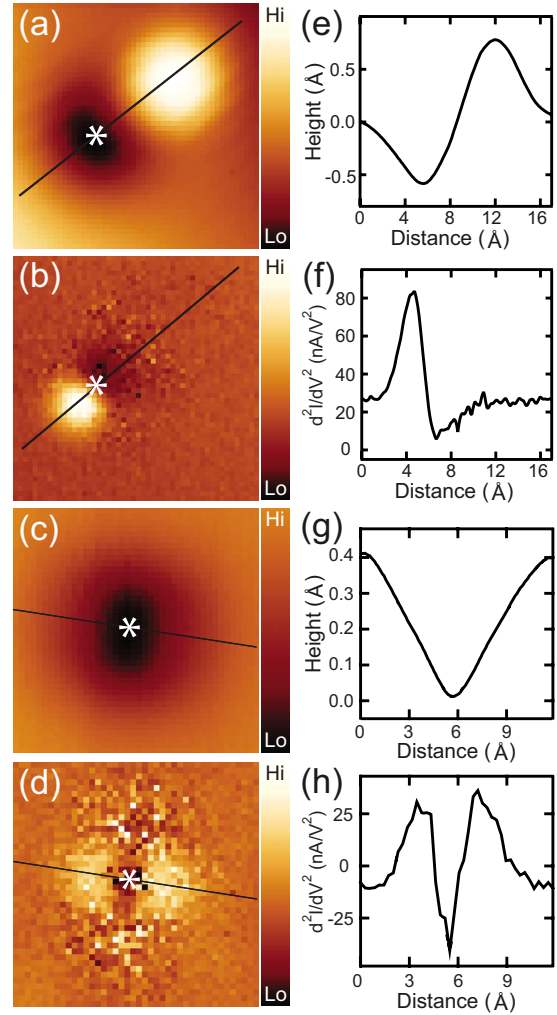 (a)
Hi
*
Lo
(e)
Height (Å)
0.5
0
-0.5
0 4 8 12 16
Distance (Å)
(b)
Hi
*
Lo
(f)
d²I/dV² (nA/V²)
80
60
40
20
0
0 4 8 12 16
Distance (Å)
(c)
Hi
*
Lo
(g)
Height (Å)
0.4
0.3
0.2
0.1
0.0
0 3 6 9
Distance (Å)
(d)
Hi
*
Lo
(h)
d²I/dV² (nA/V²)
25
0
-25
0 3 6 9
Distance (Å)